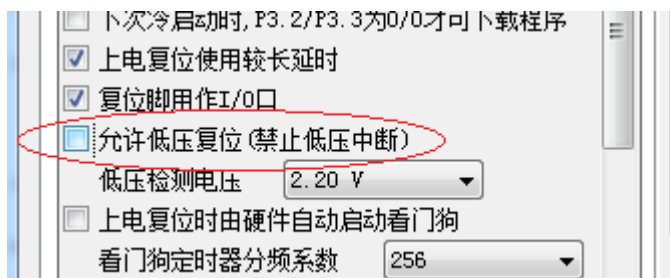 下次冷启动时, P3.2/P3.3为0/0才可下载程序
上电复位使用较长延时
复位脚用作I/O口
允许低压复位(禁止低压中断)
低压检测电压 2.20 V
上电复位时由硬件自动启动看门狗
看门狗定时器分频系数 256